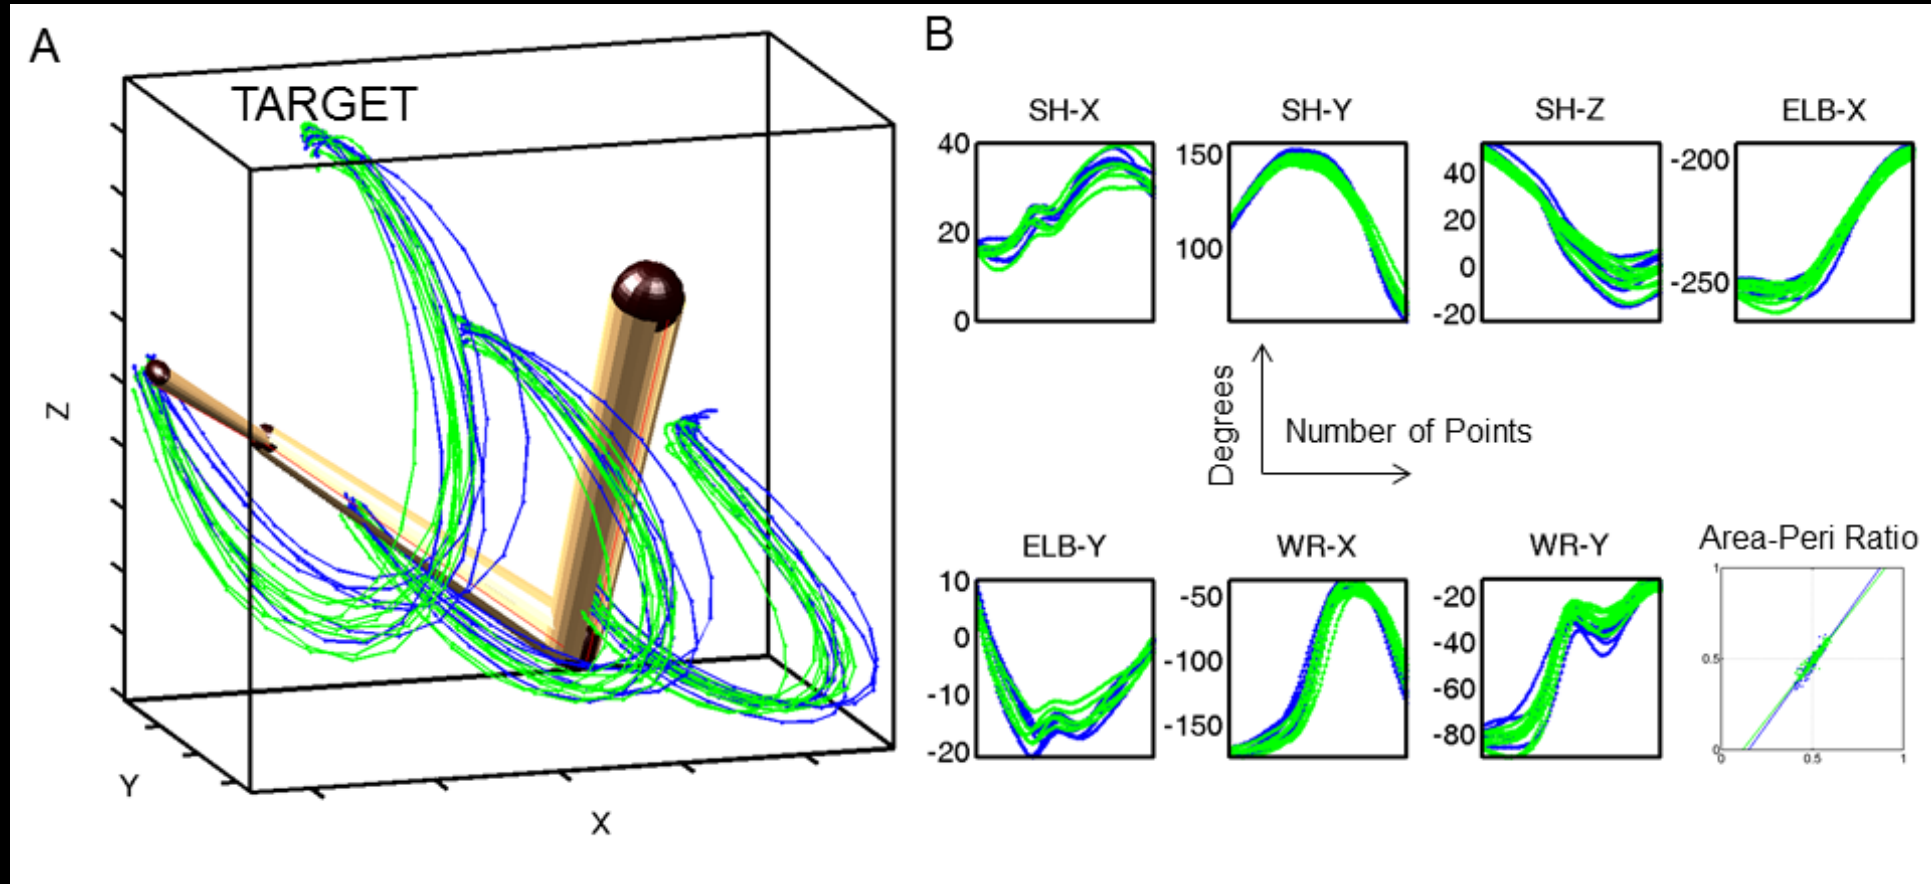 A
TARGET
Z
Y
X
B
SH-X
40
20
0
SH-Y
150
100
SH-Z
40
20
0
-20
ELB-X
-200
-250
Degrees
Number of Points
ELB-Y
10
0
-10
-20
WR-X
-50
-100
-150
WR-Y
-20
-40
-60
-80
Area-Peri Ratio
1
0.5
0
0 0.5 1